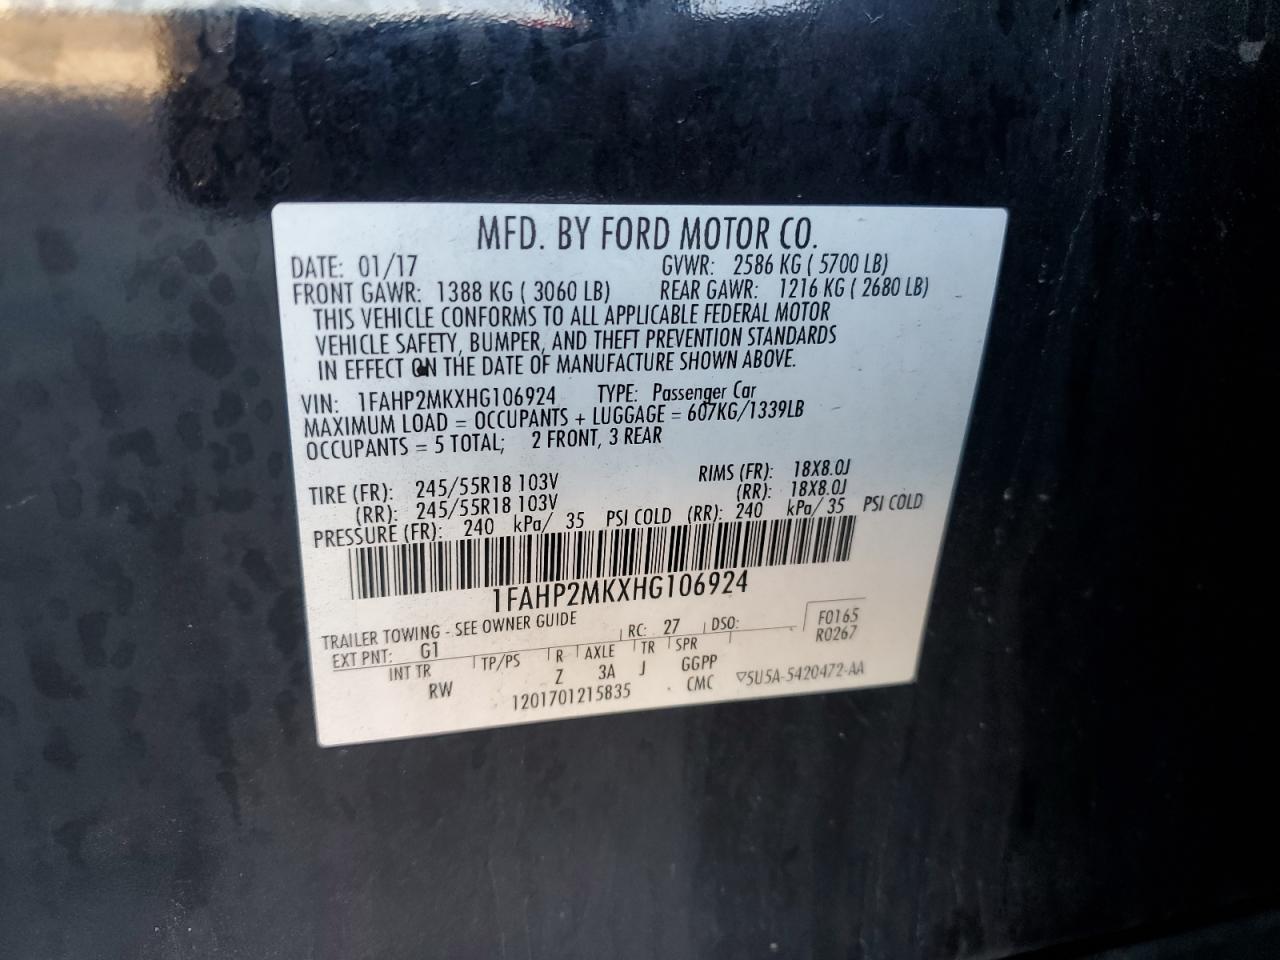 MFD. BY FORD MOTOR CO.
DATE: 01/17 GVWR: 2586 KG ( 5700 LB)
FRONT GAWR: 1388 KG ( 3060 LB) REAR GAWR: 1216 KG ( 2680 LB)
THIS VEHICLE CONFORMS TO ALL APPLICABLE FEDERAL MOTOR
VEHICLE SAFETY, BUMPER, AND THEFT PREVENTION STANDARDS
IN EFFECT ON THE DATE OF MANUFACTURE SHOWN ABOVE.
VIN: 1FAHP2MKXHG106924 TYPE: Passenger Car
MAXIMUM LOAD = OCCUPANTS + LUGGAGE = 607KG/1339LB
OCCUPANTS = 5 TOTAL; 2 FRONT, 3 REAR
TIRE (FR): 245/55R18 103V RIMS (FR): 18X8.0J
(RR): 245/55R18 103V (RR): 18X8.0J
PRESSURE (FR): 240 kPa/ 35 PSI COLD (RR): 240 kPa/ 35 PSI COLD
1FAHP2MKXHG106924
TRAILER TOWING - SEE OWNER GUIDE
EXT PNT: G1 RC: 27 DSO: F0165
R0267
INT TR TP/PS R AXLE TR SPR
RW Z 3A J GGPP
1201701215835 CMC 5U5A-5420472-AA